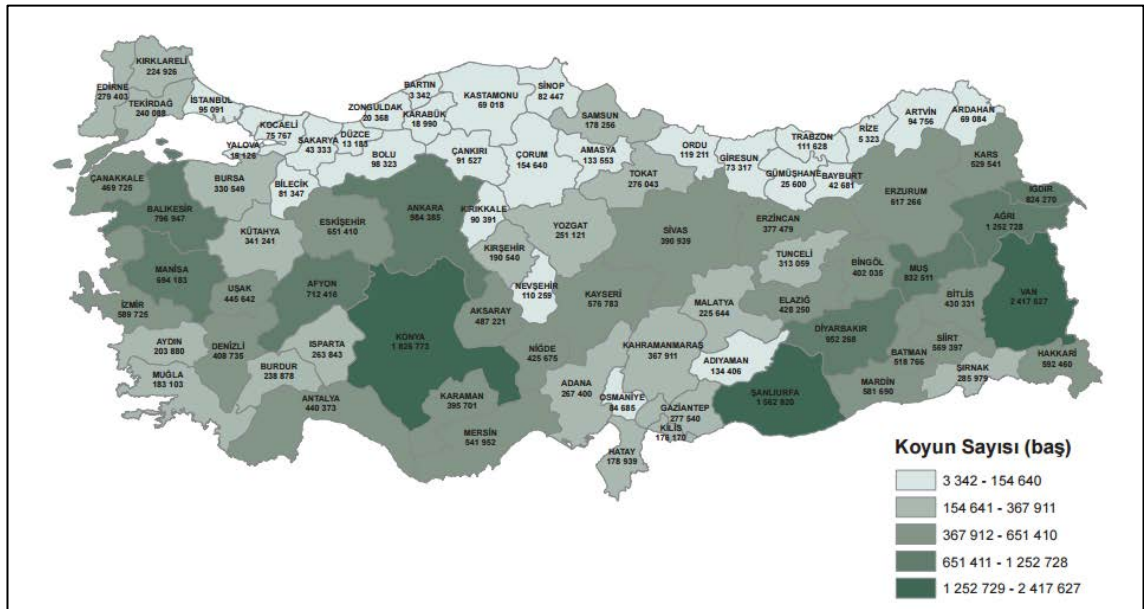 KIRKLARELİ
224 926
EDİRNE
279 403
TEKİRDAĞ
240 088
İSTANBUL
95 091
KOCAELİ
75 767
YALOVA
SAKARYA
43 333
DÜZCE
13 183
ZONGULDAK
20 368
BARTIN
3 342
KARABÜK
18 990
KASTAMONU
69 018
SİNOP
82 447
SAMSUN
178 256
BOLU
98 323
ÇANKIRI
91 527
ÇORUM
154 640
AMASYA
133 553
TOKAT
276 043
ORDU
119 211
GİRESUN
73 317
TRABZON
111 628
GÜMÜŞHANE
25 600
BAYBURT
42 681
RİZE
5 323
ARTVİN
94 756
ARDAHAN
69 084
KARS
529 541
IĞDIR
824 270
AĞRI
1 252 728
ERZURUM
617 266
ERZİNCAN
377 479
ÇANAKKALE
469 725
BALIKESİR
796 947
BURSA
330 549
BİLECİK
81 347
KÜTAHYA
341 241
ESKİŞEHİR
651 410
ANKARA
984 385
KIRIKKALE
90 391
KIRŞEHİR
190 540
YOZGAT
251 121
SİVAS
390 939
TUNCELİ
313 059
BİNGÖL
402 035
MUŞ
932 511
BİTLİS
430 331
VAN
2 417 627
MANİSA
694 183
UŞAK
445 642
AFYON
712 416
İZMİR
589 725
AYDIN
203 880
DENİZLİ
408 735
MUĞLA
183 103
BURDUR
238 878
ISPARTA
263 843
ANTALYA
440 373
KONYA
1 826 773
AKSARAY
487 221
NEVŞEHİR
110 259
KAYSERİ
576 783
NİĞDE
425 675
KARAMAN
395 701
MERSİN
541 952
ADANA
267 400
OSMANİYE
84 685
HATAY
178 939
KAHRAMANMARAŞ
367 911
GAZİANTEP
277 540
KİLİS
MALATYA
225 644
ADIYAMAN
134 406
ELAZIĞ
428 250
DİYARBAKIR
952 268
ŞANLIURFA
MARDİN
581 690
BATMAN
518 766
SİİRT
569 397
ŞIRNAK
285 979
HAKKARİ
592 460
Koyun Sayısı (baş)
3 342 - 154 640
154 641 - 367 911
367 912 - 651 410
651 411 - 1 252 728
1 252 729 - 2 417 627